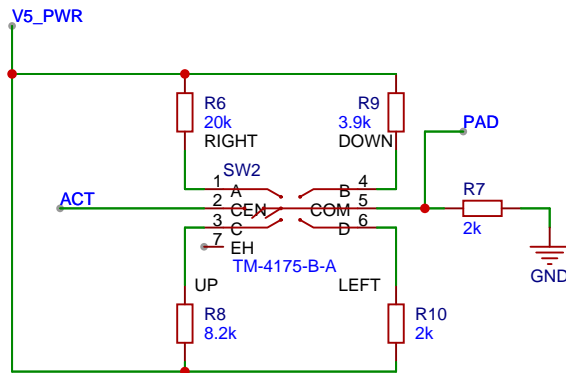 V5_PWR
R6
20k
RIGHT
R9
3.9k
DOWN
PAD
SW2
1 A B 4
ACT
2 CEN COM 5
3 C D 6
7 EH
TM-4175-B-A
R7
2k
GND
UP
LEFT
R8
8.2k
R10
2k